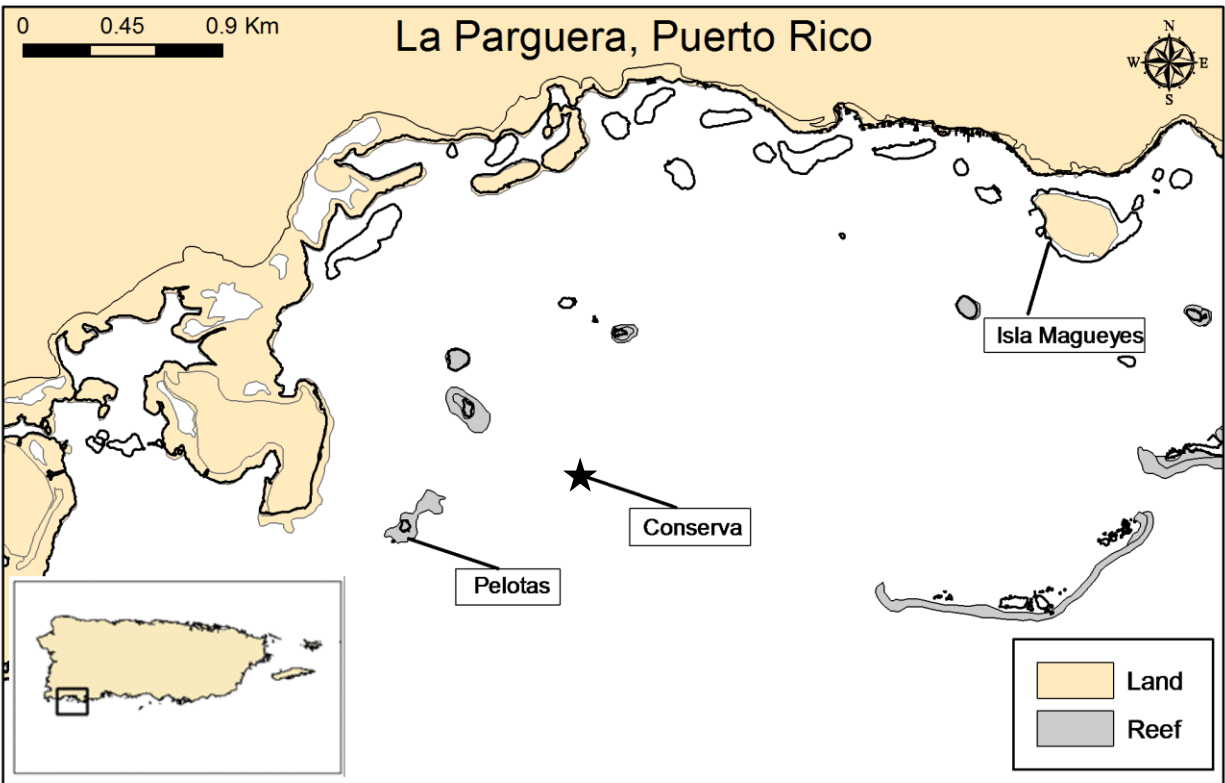 La Parguera, Puerto Rico
0 0.45 0.9 Km
N
W E
S
Isla Magueyes
Conserva
Pelotas
Land
Reef